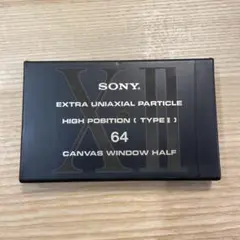 SONY.
EXTRA UNIAXIAL PARTICLE
HIGH POSITION ( TYPE Ⅱ )
64
CANVAS WINDOW HALF